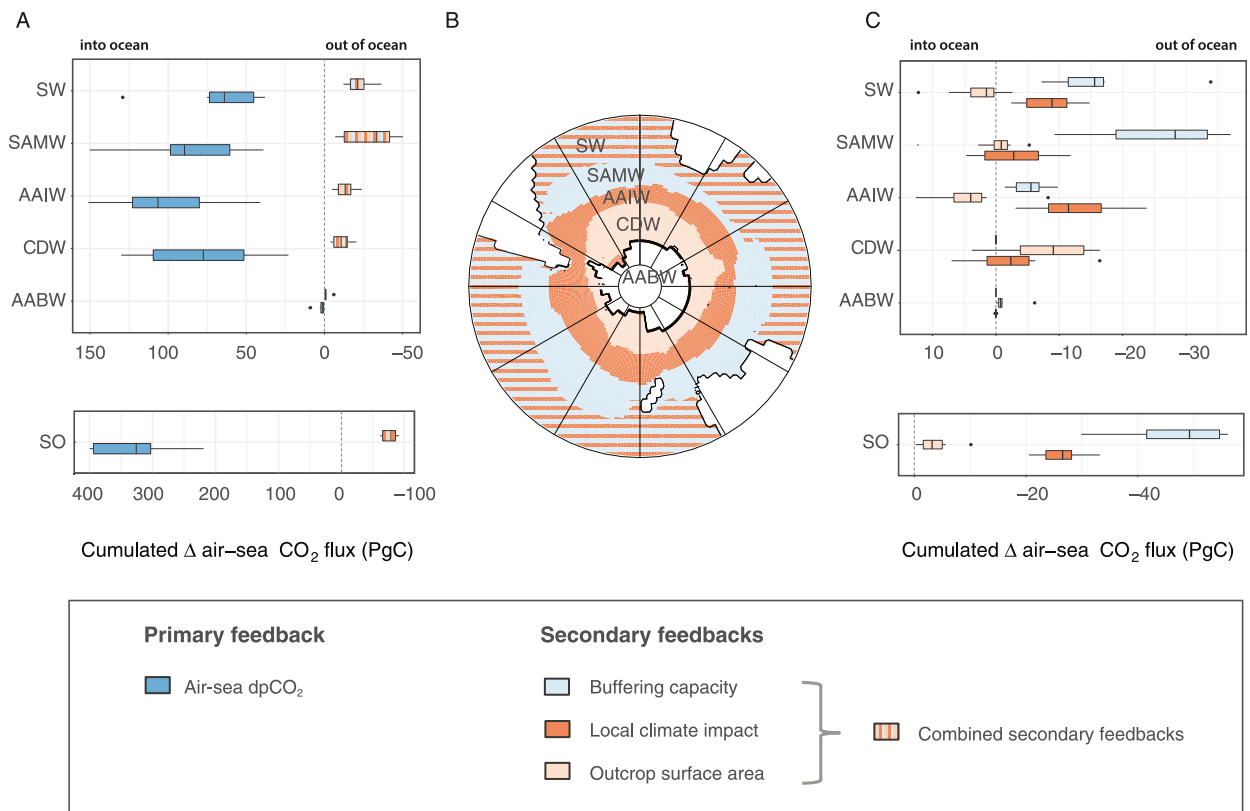 A
into ocean
out of ocean
SW
SAMW
AAIW
CDW
AABW
150
100
50
0
−50
SO
400
300
200
100
0
−100
Cumulated Δ air−sea CO₂ flux (PgC)
B
SW
SAMW
AAIW
CDW
AABW
C
into ocean
out of ocean
SW
SAMW
AAIW
CDW
AABW
10
0
−10
−20
−30
SO
0
−20
−40
Cumulated Δ air−sea CO₂ flux (PgC)
Primary feedback
Air-sea dpCO₂
Secondary feedbacks
Buffering capacity
Local climate impact
Outcrop surface area
Combined secondary feedbacks